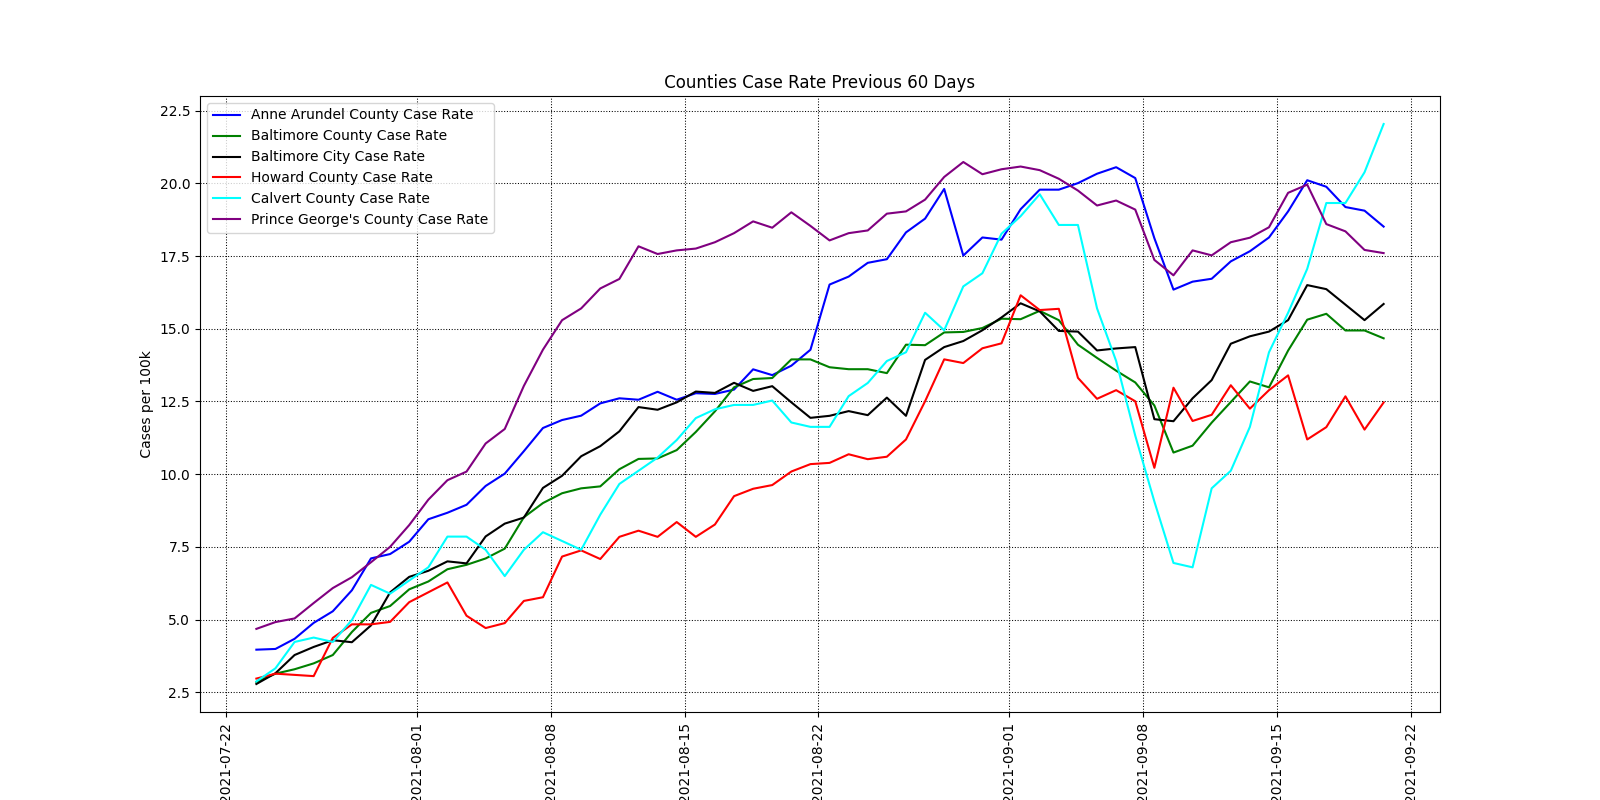 Counties Case Rate Previous 60 Days
22.5
20.0
17.5
15.0
12.5
10.0
7.5
5.0
2.5
Cases per 100k
Anne Arundel County Case Rate
Baltimore County Case Rate
Baltimore City Case Rate
Howard County Case Rate
Calvert County Case Rate
Prince George's County Case Rate
2021-07-22
2021-08-01
2021-08-08
2021-08-15
2021-08-22
2021-09-01
2021-09-08
2021-09-15
2021-09-22